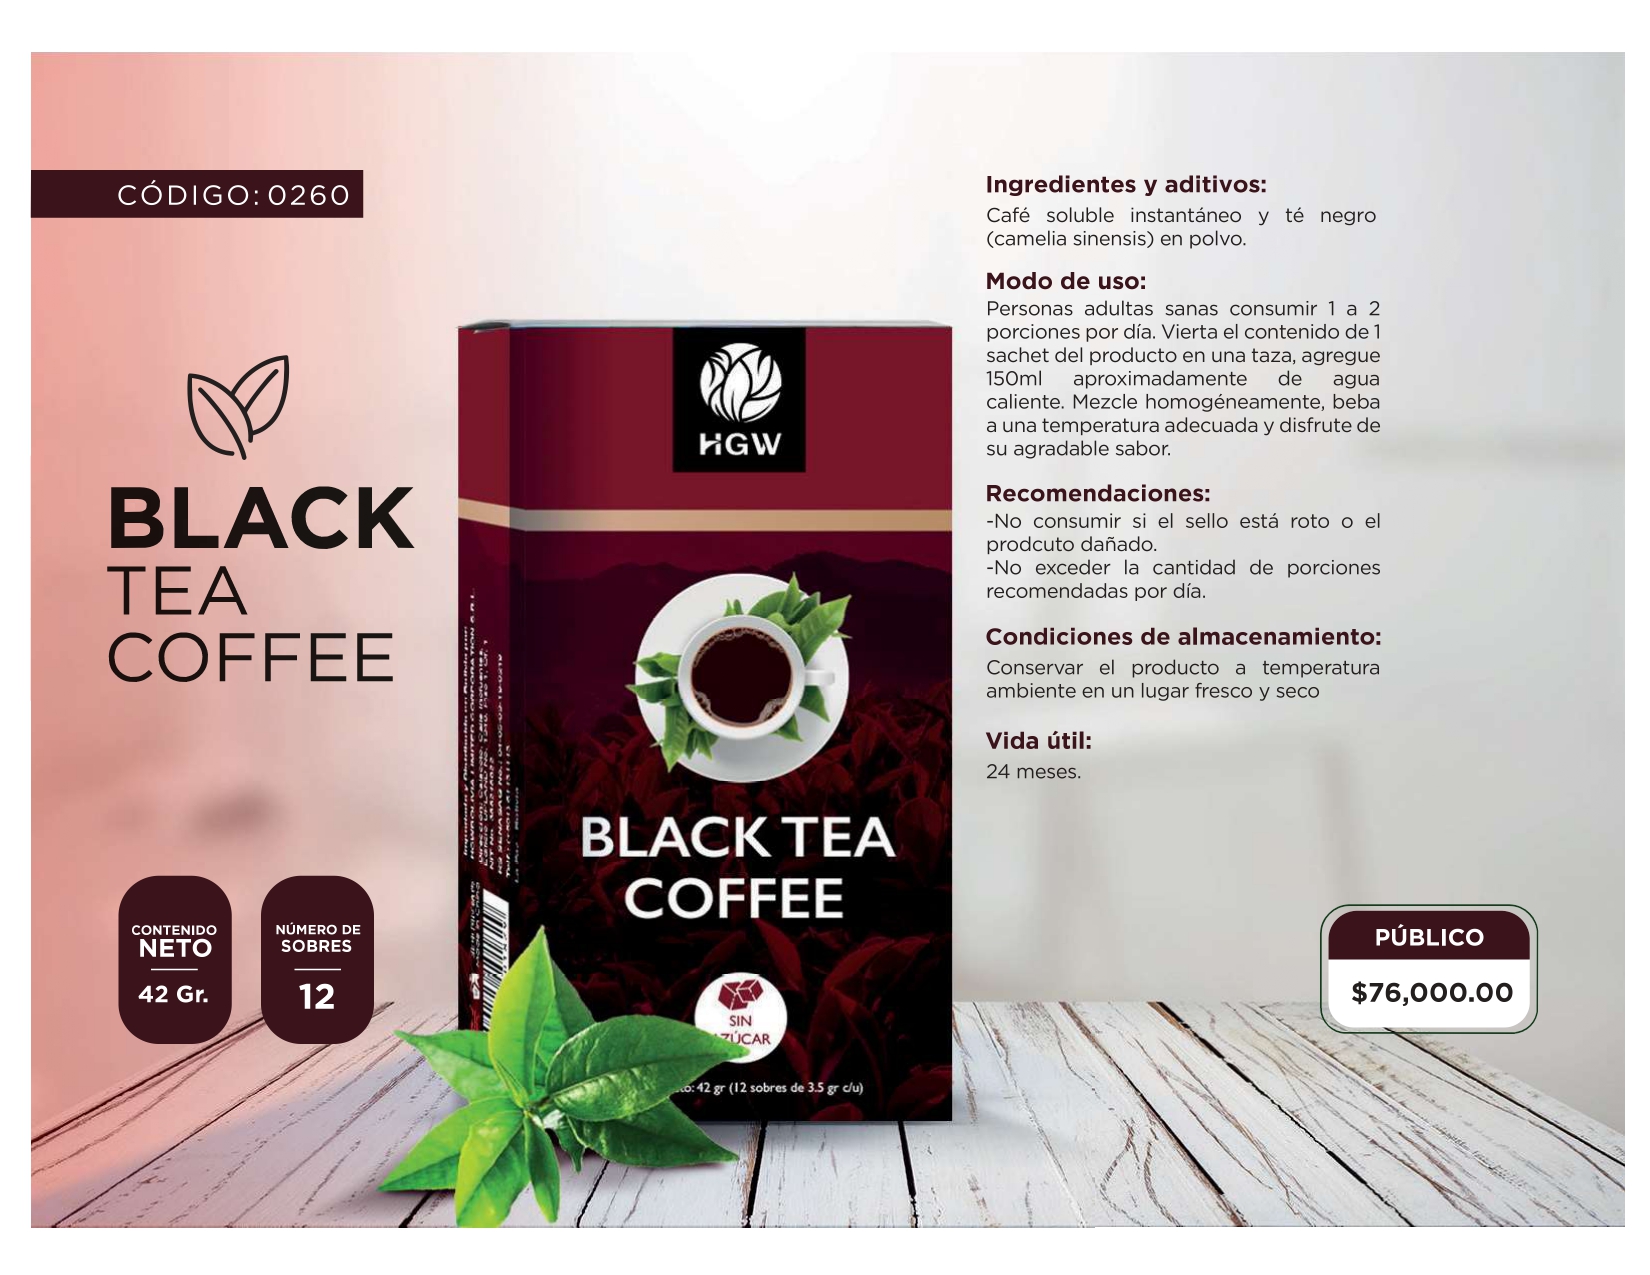 CÓDIGO: 0260
BLACK
TEA
COFFEE
CONTENIDO
NETO
42 Gr.
NÚMERO DE
SOBRES
12
HGW
BLACK TEA
COFFEE
SIN
AZÚCAR
42 gr (12 sobres de 3.5 gr c/u)
Ingredientes y aditivos:
Café soluble instantáneo y té negro
(camelia sinensis) en polvo.
Modo de uso:
Personas adultas sanas consumir 1 a 2
porciones por día. Vierta el contenido de 1
sachet del producto en una taza, agregue
150ml aproximadamente de agua
caliente. Mezcle homogéneamente, beba
a una temperatura adecuada y disfrute de
su agradable sabor.
Recomendaciones:
-No consumir si el sello está roto o el
prodcuto dañado.
-No exceder la cantidad de porciones
recomendadas por día.
Condiciones de almacenamiento:
Conservar el producto a temperatura
ambiente en un lugar fresco y seco
Vida útil:
24 meses.
PÚBLICO
$76,000.00